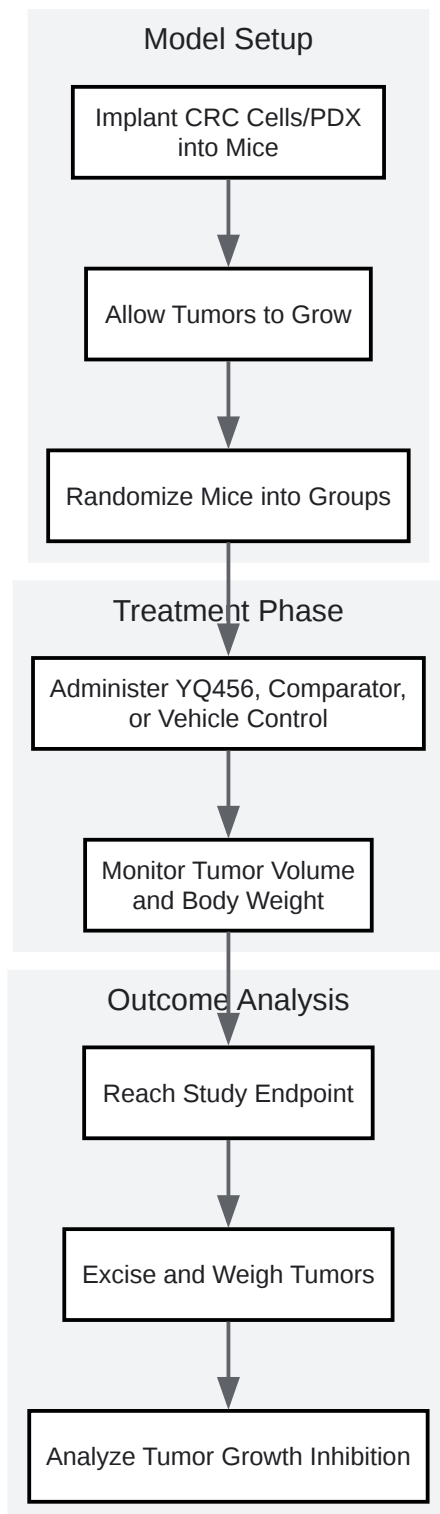 Model Setup
Implant CRC Cells/PDX
into Mice
Allow Tumors to Grow
Randomize Mice into Groups
Treatment Phase
Administer YQ456, Comparator,
or Vehicle Control
Monitor Tumor Volume
and Body Weight
Outcome Analysis
Reach Study Endpoint
Excise and Weigh Tumors
Analyze Tumor Growth Inhibition